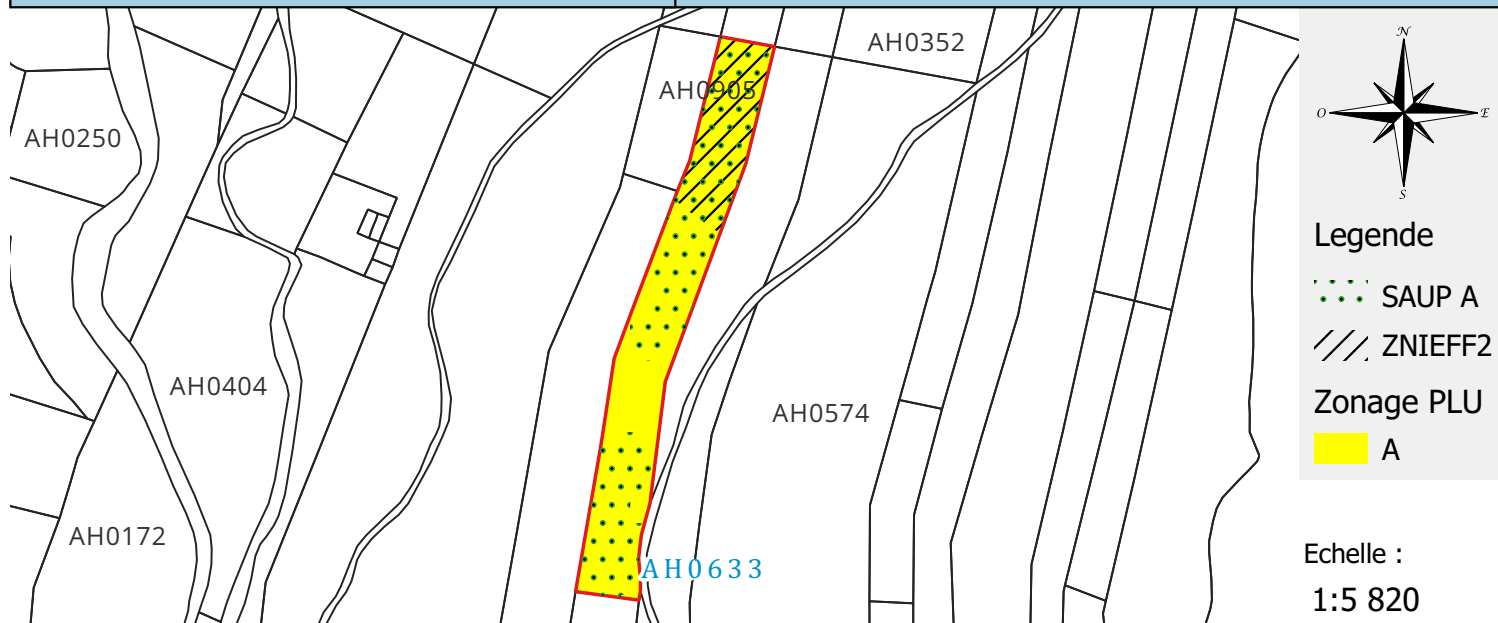 AH0352
AH0905
AH0250
AH0404
AH0574
AH0172
AH0633
N
O
E
S
Legende
SAUP A
ZNIEFF2
Zonage PLU
A
Echelle :
1:5 820